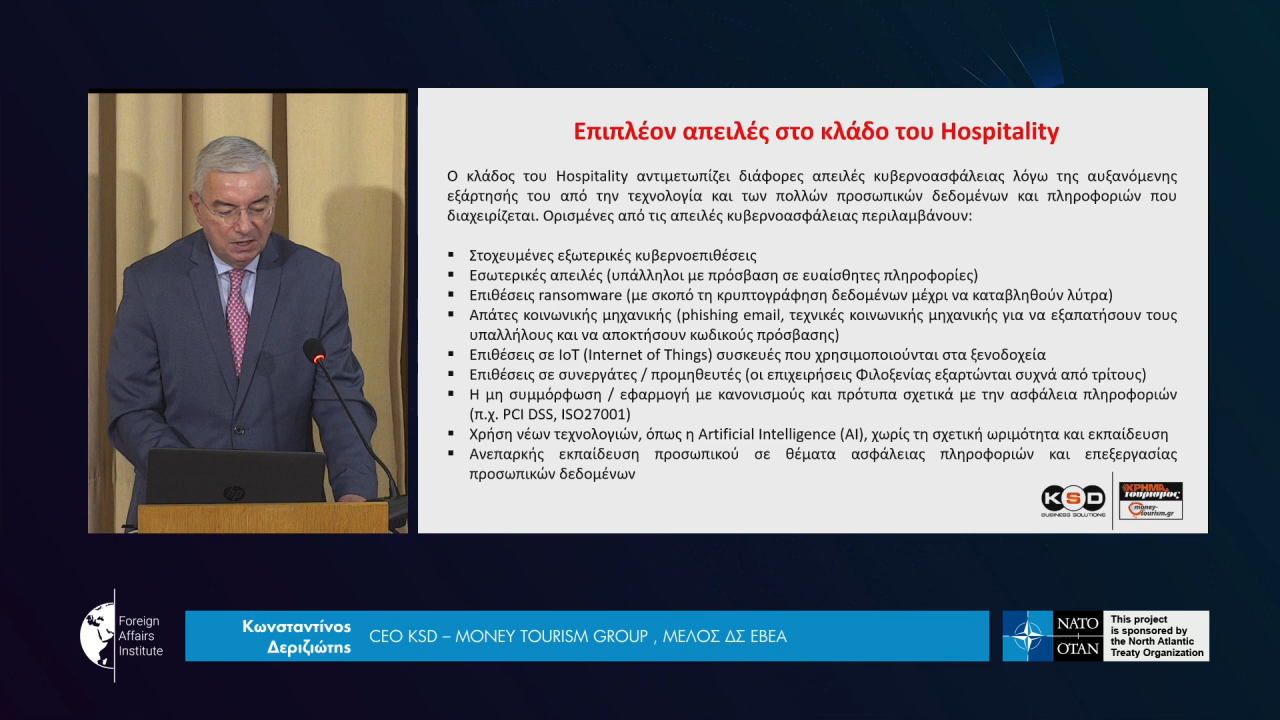 Επιπλέον απειλές στο κλάδο του Hospitality
Ο κλάδος του Hospitality αντιμετωπίζει διάφορες απειλές κυβερνοασφάλειας λόγω της αυξανόμενης
εξάρτησής του από την τεχνολογία και των πολλών προσωπικών δεδομένων και πληροφοριών που
διαχειρίζεται. Ορισμένες από τις απειλές κυβερνοασφάλειας περιλαμβάνουν:
▪ Στοχευμένες εξωτερικές κυβερνοεπιθέσεις
▪ Εσωτερικές απειλές (υπάλληλοι με πρόσβαση σε ευαίσθητες πληροφορίες)
▪ Επιθέσεις ransomware (με σκοπό τη κρυπτογράφηση δεδομένων μέχρι να καταβληθούν λύτρα)
▪ Απάτες κοινωνικής μηχανικής (phishing email, τεχνικές κοινωνικής μηχανικής για να εξαπατήσουν τους
υπαλλήλους και να αποκτήσουν κωδικούς πρόσβασης)
▪ Επιθέσεις σε IoT (Internet of Things) συσκευές που χρησιμοποιούνται στα ξενοδοχεία
▪ Επιθέσεις σε συνεργάτες / προμηθευτές (οι επιχειρήσεις Φιλοξενίας εξαρτώνται συχνά από τρίτους)
▪ Η μη συμμόρφωση / εφαρμογή με κανονισμούς και πρότυπα σχετικά με την ασφάλεια πληροφοριών
(π.χ. PCI DSS, ISO27001)
▪ Χρήση νέων τεχνολογιών, όπως η Artificial Intelligence (AI), χωρίς τη σχετική ωριμότητα και εκπαίδευση
▪ Ανεπαρκής εκπαίδευση προσωπικού σε θέματα ασφάλειας πληροφοριών και επεξεργασίας
προσωπικών δεδομένων
KSD
BUSINESS SOLUTIONS
ΧΡΗΜΑ &
τουρισμος
money-
tourism.gr
hp
Foreign
Affairs
Institute
Κωνσταντίνος
Δεριζιώτης
CEO KSD – MONEY TOURISM GROUP , ΜΕΛΟΣ ΔΣ ΕΒΕΑ
NATO
OTAN
This project
is sponsored by
the North Atlantic
Treaty Organization